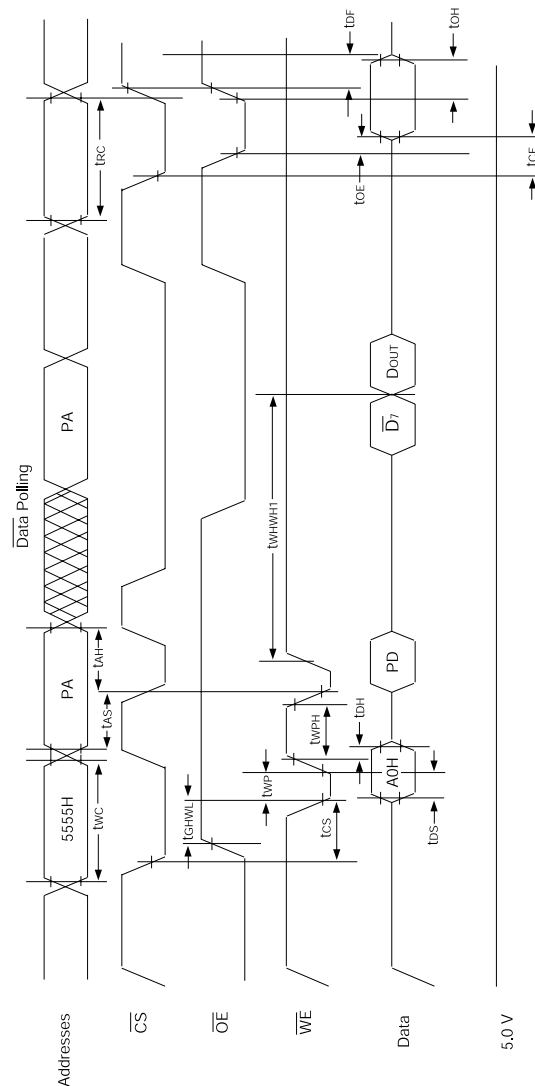 Data Polling
Addresses
5555H
PA
PA
tWC
tAS
tAH
tRC
CS
OE
tGHWL
WE
tCS
tWP
tWPH
tWHWH1
Data
A0H
PD
D7
DOUT
tDS
tDH
tOE
tDF
tOH
tCE
5.0 V